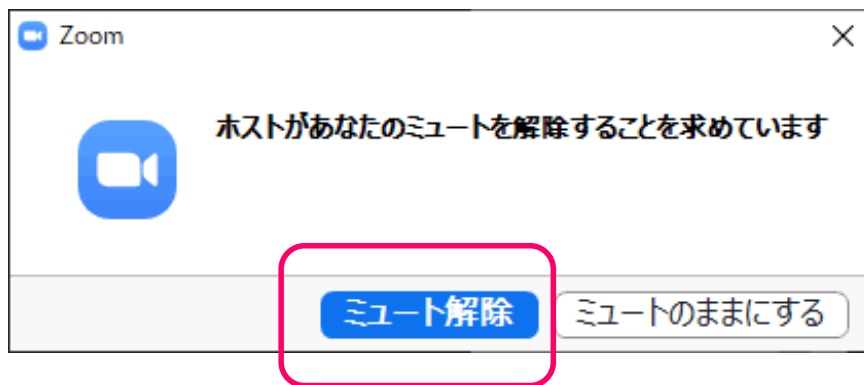 Zoom
ホストがあなたのミュートを解除することを求めています
ミュート解除
ミュートのままにする